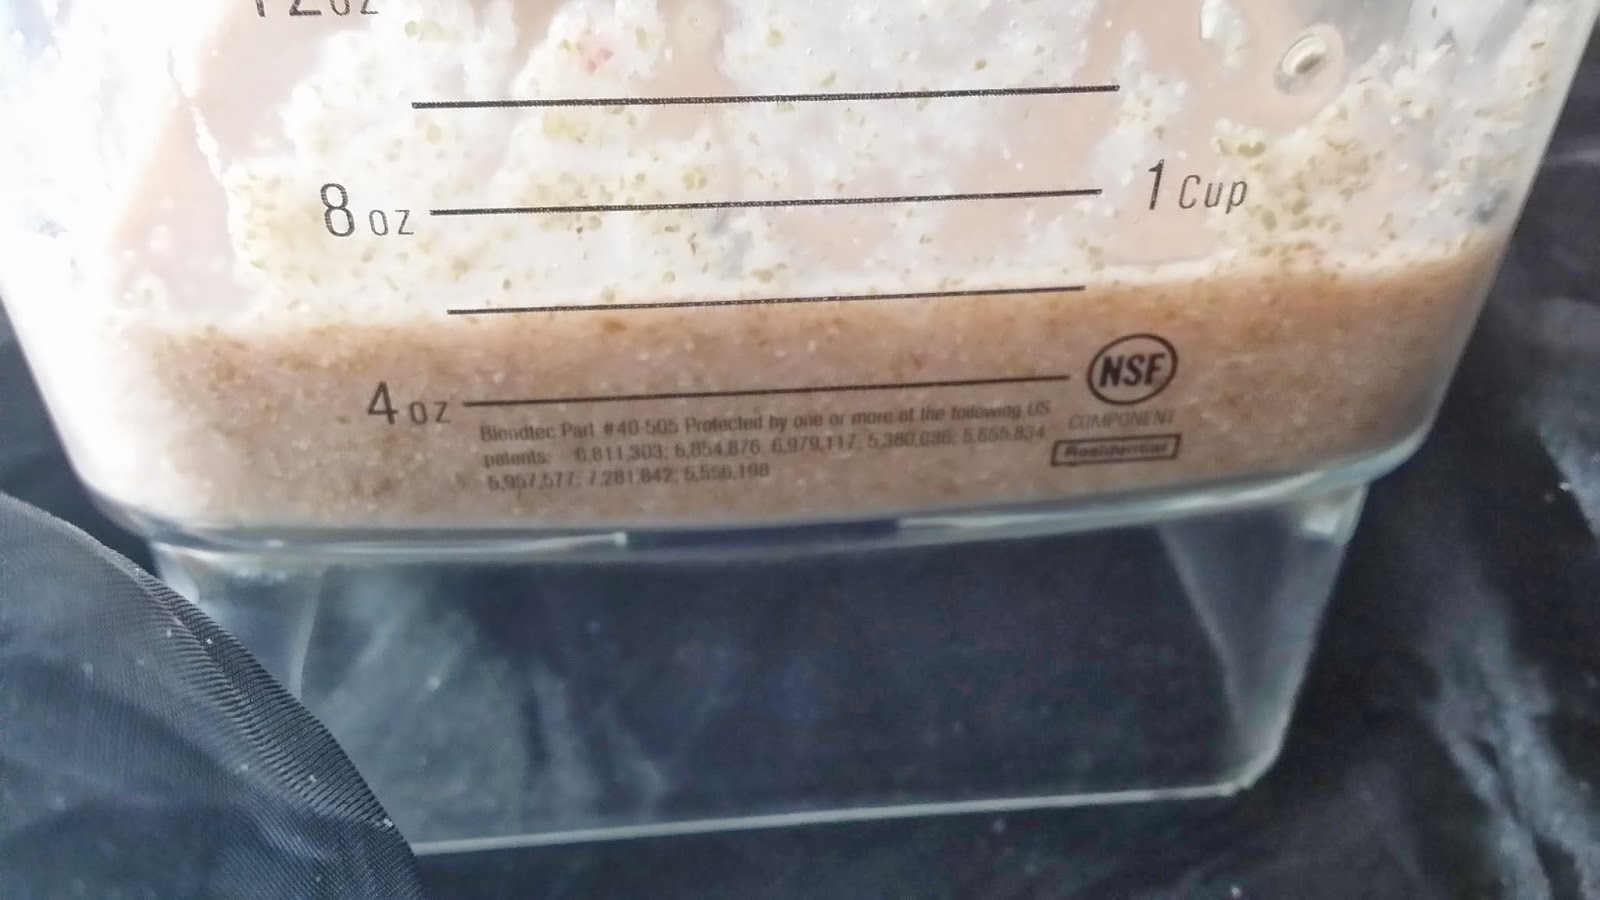 12 oz
8 oz 1 Cup
NSF
4 oz
COMPONENT
Residential
Blendtec Part #40-505 Protected by one or more of the following US
patents: 6,811,303; 6,854,876; 6,979,117; 5,380,086; 5,655,834
5,957,577; 7,281,842; 5,556,198